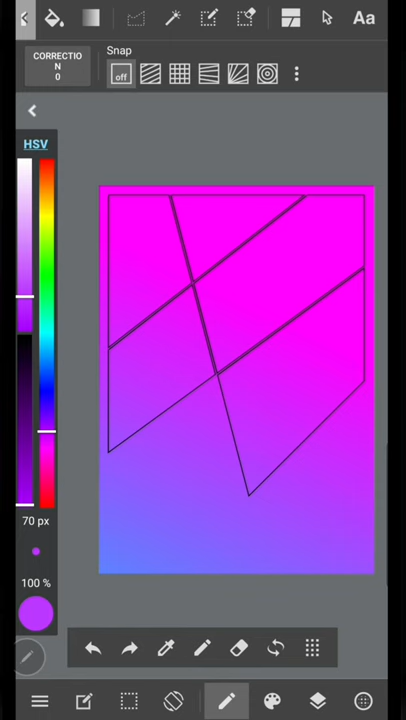 Aa
CORRECTIO
N
0
Snap
off
HSV
70 px
100 %